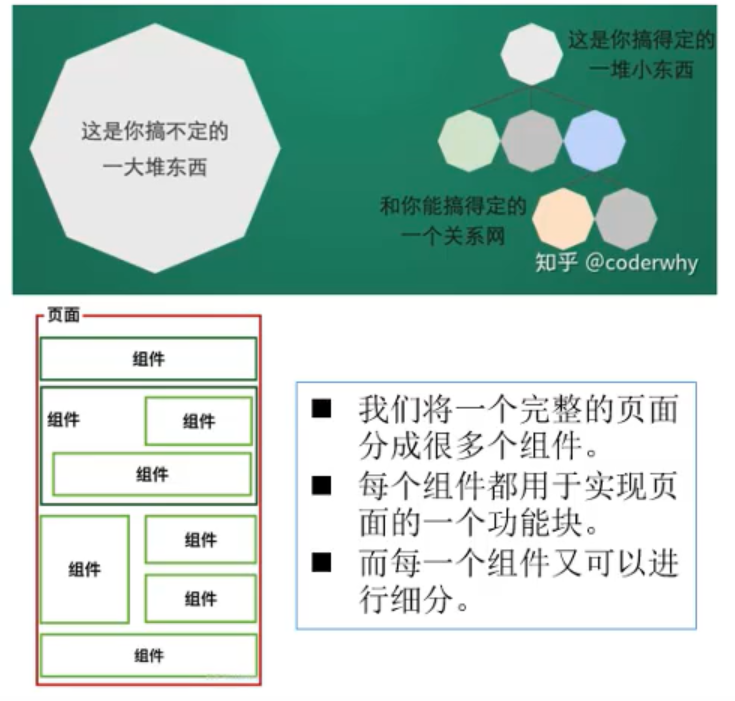 这是你搞不定的
一大堆东西
这是你搞得定的
一堆小东西
和你能搞得定的
一个关系网
知乎 @coderwhy
页面
组件
组件
组件
组件
组件
组件
组件
组件
■ 我们将一个完整的页面
分成很多个组件。
■ 每个组件都用于实现页
面的一个功能块。
■ 而每一个组件又可以进
行细分。